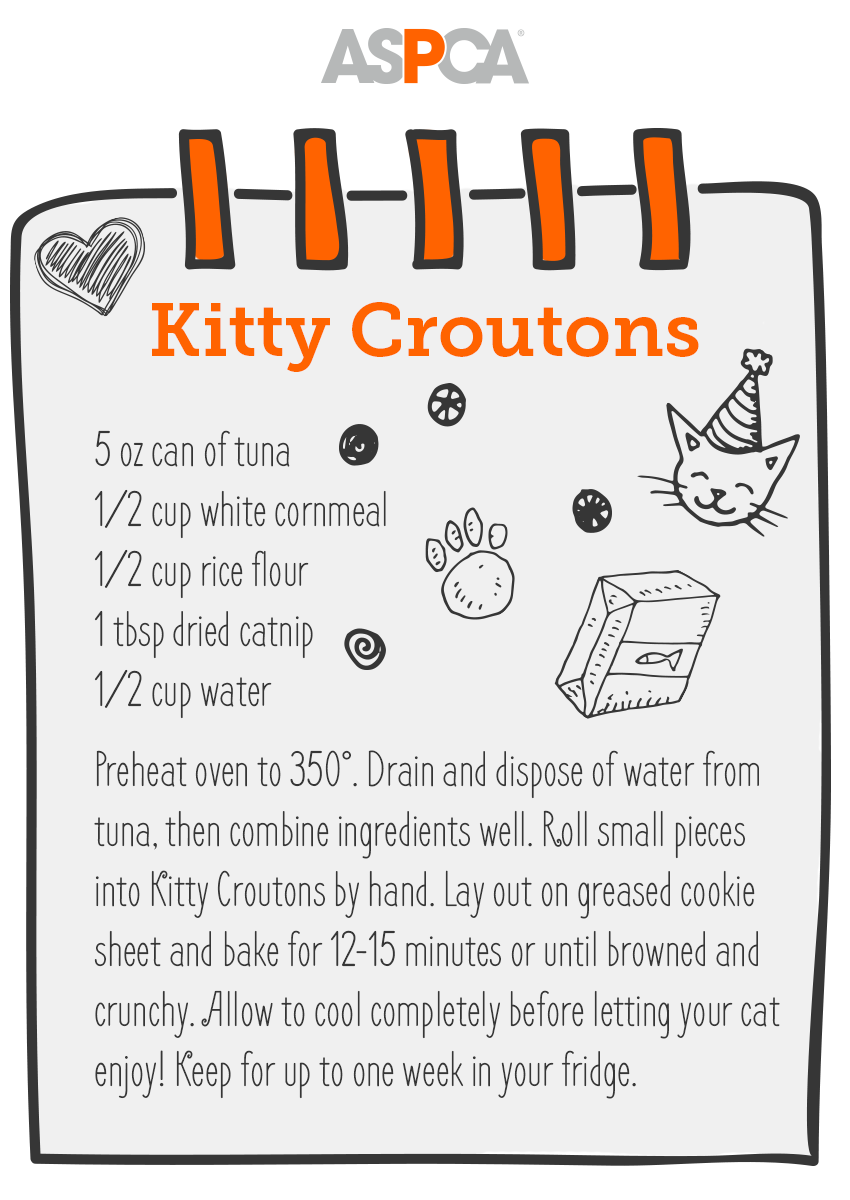 ASPCA®
Kitty Croutons
5 oz can of tuna
1/2 cup white cornmeal
1/2 cup rice flour
1 tbsp dried catnip
1/2 cup water
Preheat oven to 350°. Drain and dispose of water from
tuna, then combine ingredients well. Roll small pieces
into Kitty Croutons by hand. Lay out on greased cookie
sheet and bake for 12-15 minutes or until browned and
crunchy. Allow to cool completely before letting your cat
enjoy! Keep for up to one week in your fridge.